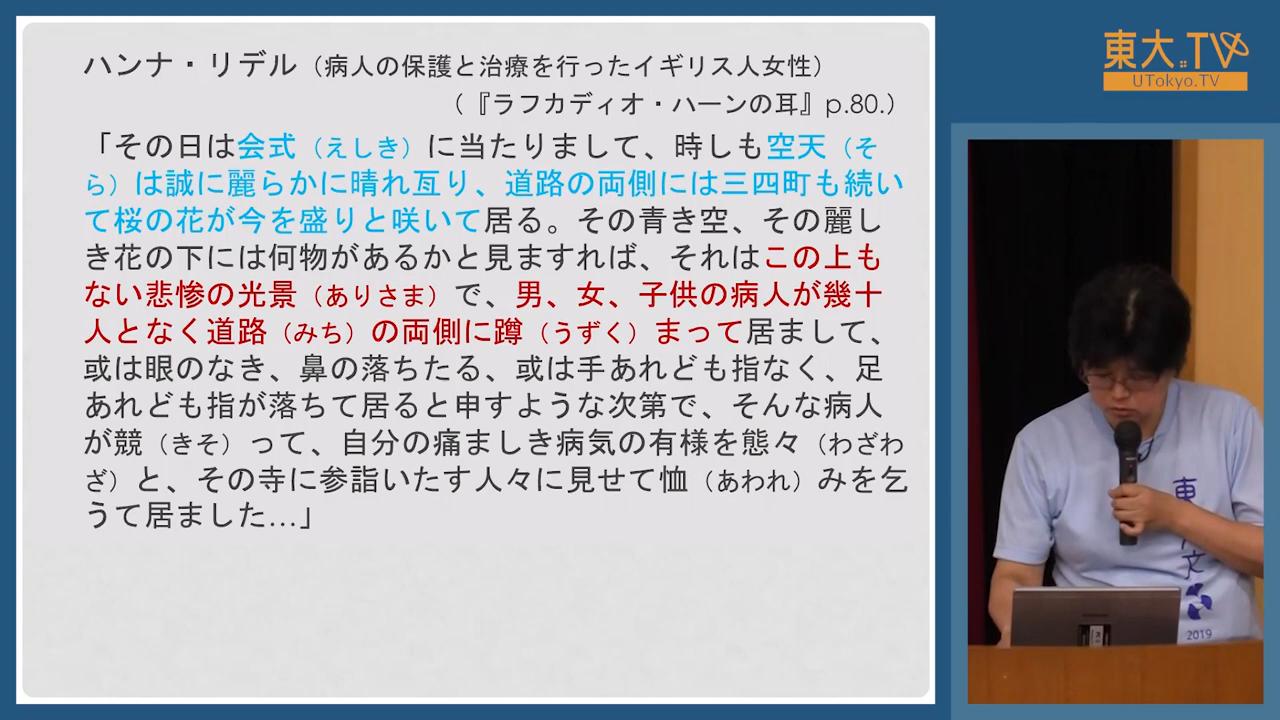 ハンナ・リデル（病人の保護と治療を行ったイギリス人女性）
（『ラフカディオ・ハーンの耳』p.80.）
「その日は会式（えしき）に当たりまして、時しも空天（そ
ら）は誠に麗らかに晴れ亙り、道路の両側には三四町も続い
て桜の花が今を盛りと咲いて居る。その青き空、その麗し
き花の下には何物があるかと見ますれば、それはこの上も
ない悲惨の光景（ありさま）で、男、女、子供の病人が幾十
人となく道路（みち）の両側に蹲（うずく）まって居まして、
或は眼のなき、鼻の落ちたる、或は手あれども指なく、足
あれども指が落ちて居ると申すような次第で、そんな病人
が競（きそ）って、自分の痛ましき病気の有様を態々（わざわ
ざ）と、その寺に参詣いたす人々に見せて恤（あわれ）みを乞
うて居ました…」
東大.TV
UTokyo.TV
東
文
2019